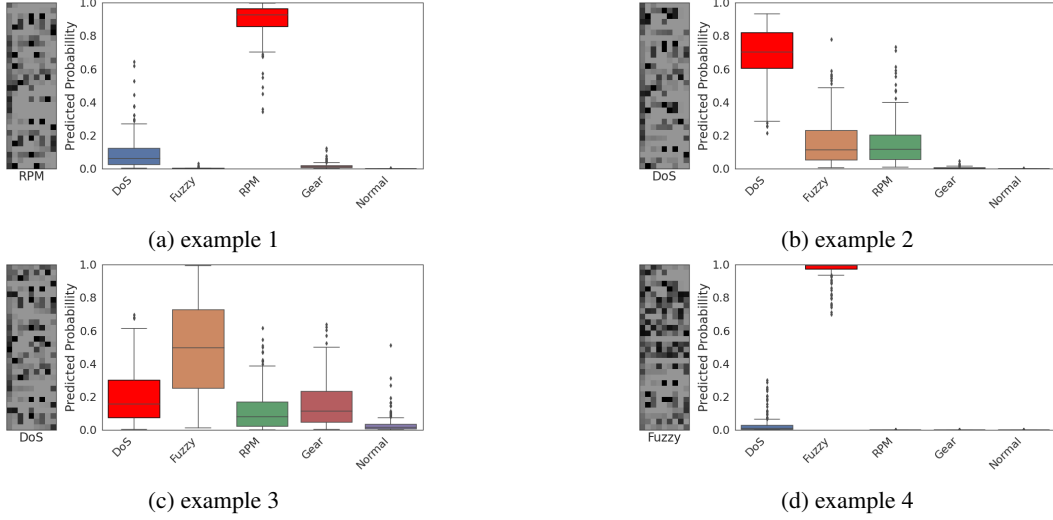 1.0
0.8
0.6
0.4
0.2
0.0
Predicted Probabillity
RPM
DoS
Fuzzy
RPM
Gear
Normal
(a) example 1
1.0
0.8
0.6
0.4
0.2
0.0
Predicted Probabillity
DoS
DoS
Fuzzy
RPM
Gear
Normal
(b) example 2
1.0
0.8
0.6
0.4
0.2
0.0
Predicted Probabillity
DoS
DoS
Fuzzy
RPM
Gear
Normal
(c) example 3
1.0
0.8
0.6
0.4
0.2
0.0
Predicted Probabillity
Fuzzy
DoS
Fuzzy
RPM
Gear
Normal
(d) example 4